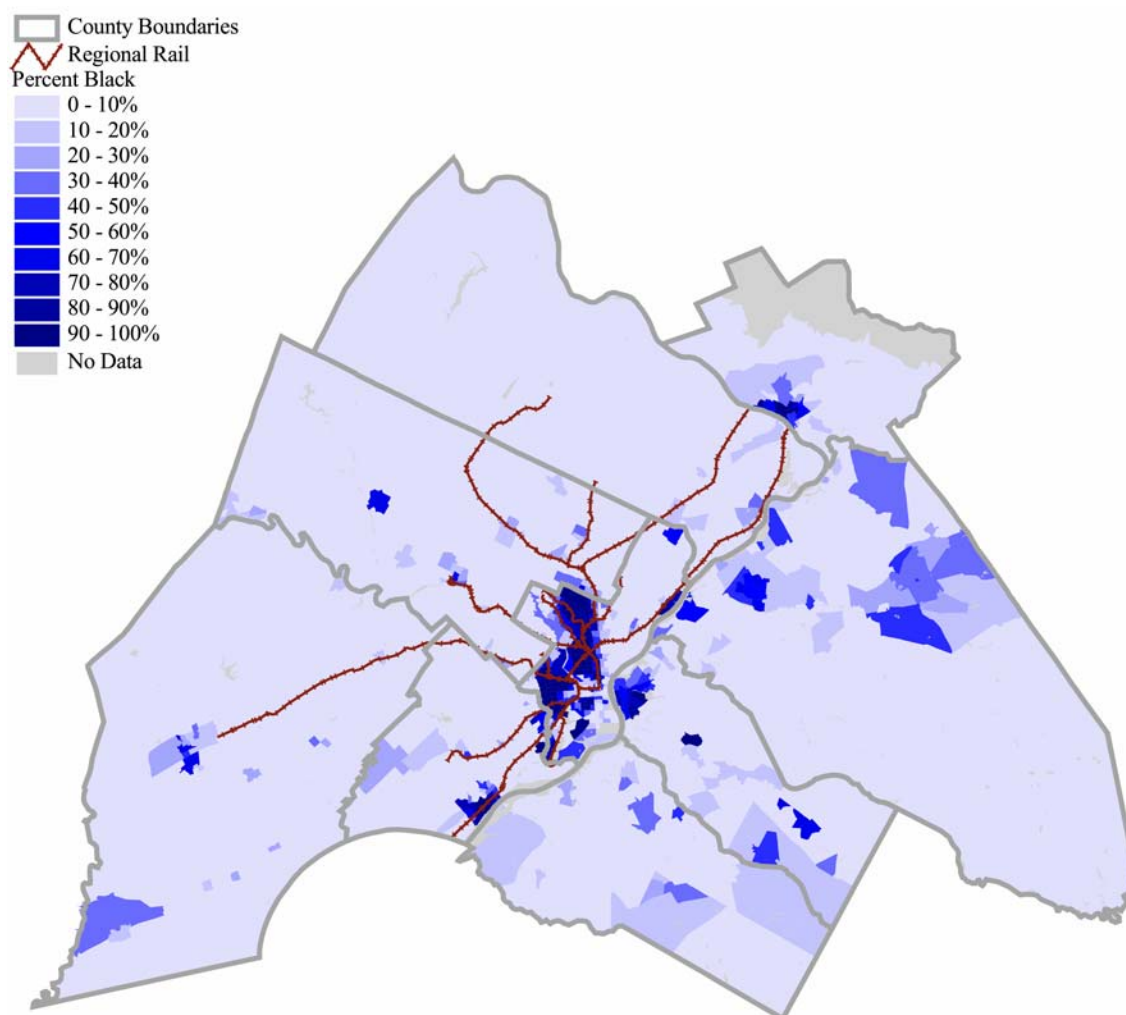 County Boundaries
Regional Rail
Percent Black
0 - 10%
10 - 20%
20 - 30%
30 - 40%
40 - 50%
50 - 60%
60 - 70%
70 - 80%
80 - 90%
90 - 100%
No Data